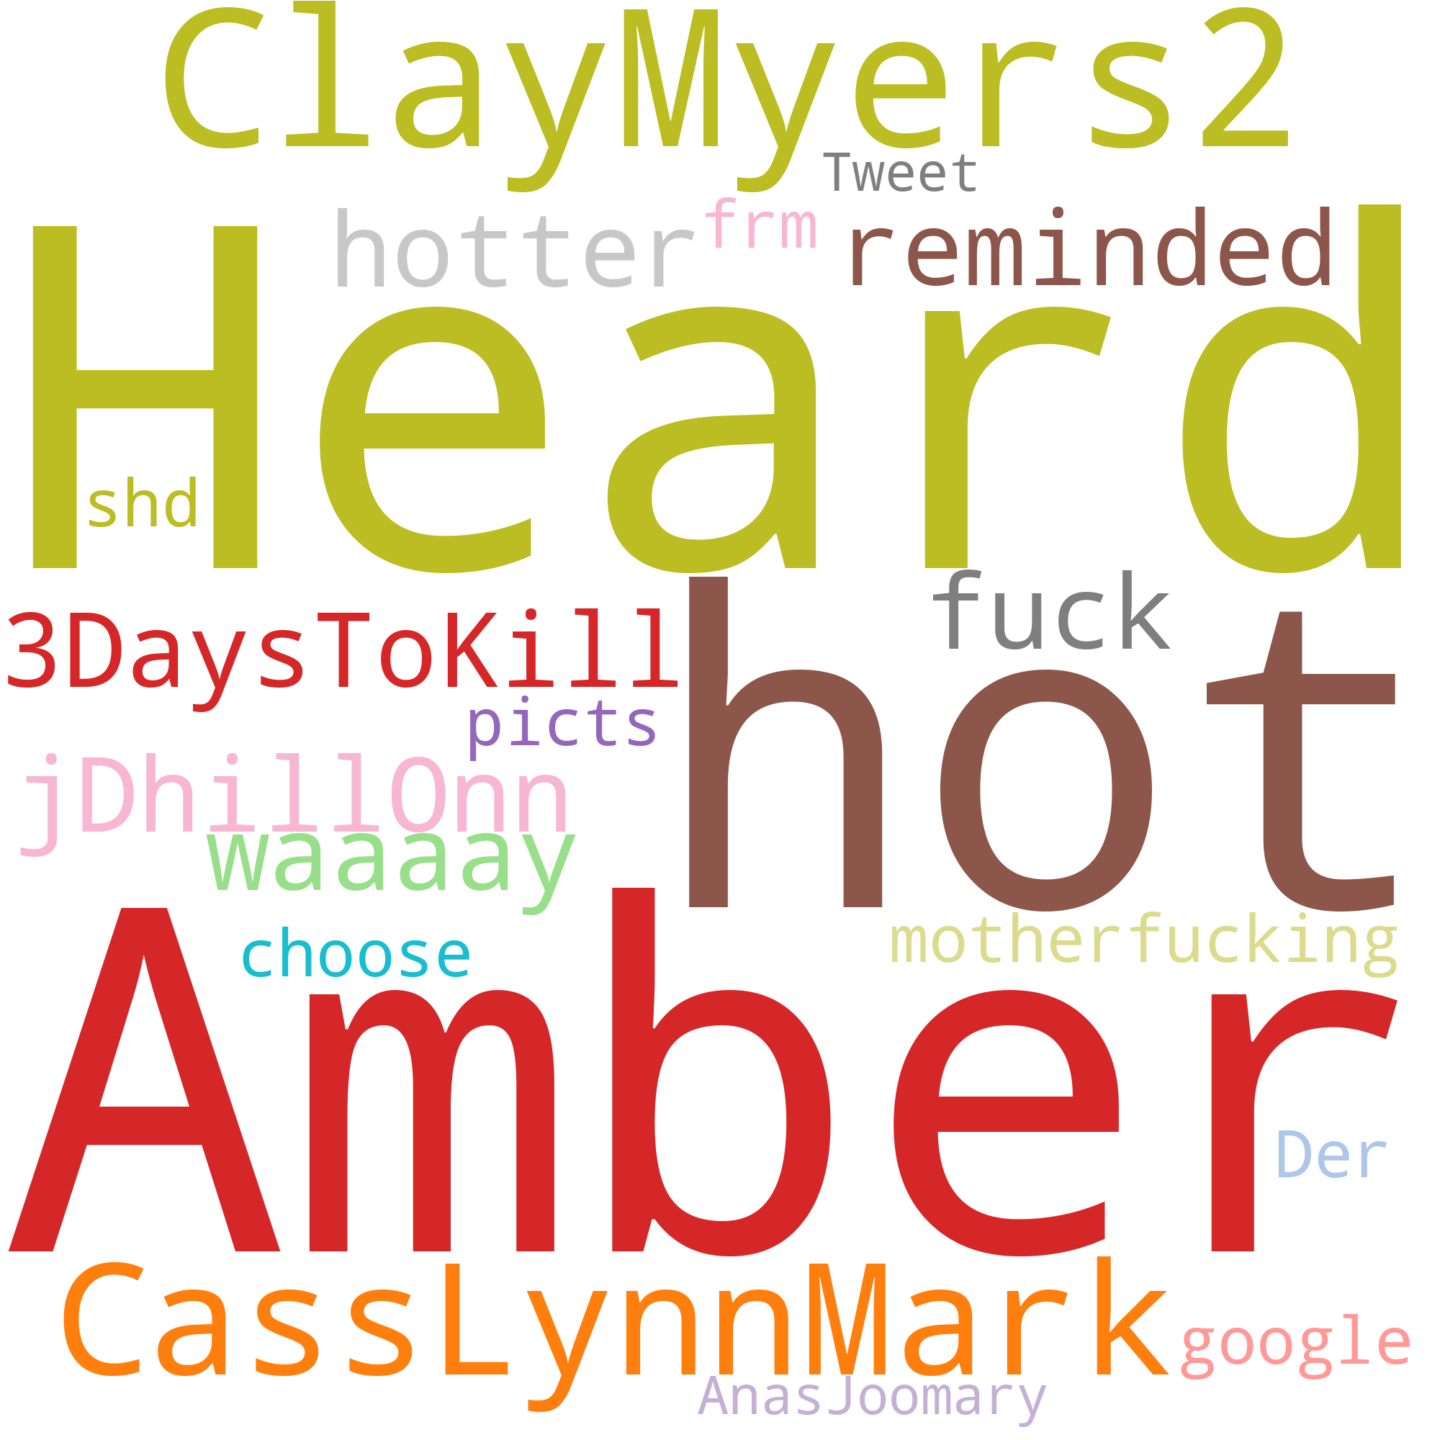 ClayMyers2
Tweet
hotter frm reminded
Heard
shd
fuck
3DaysToKill
hot
picts
jDhillOnn
waaaay
choose motherfucking
Amber
Der
CassLynnMark
google
AnasJoomary